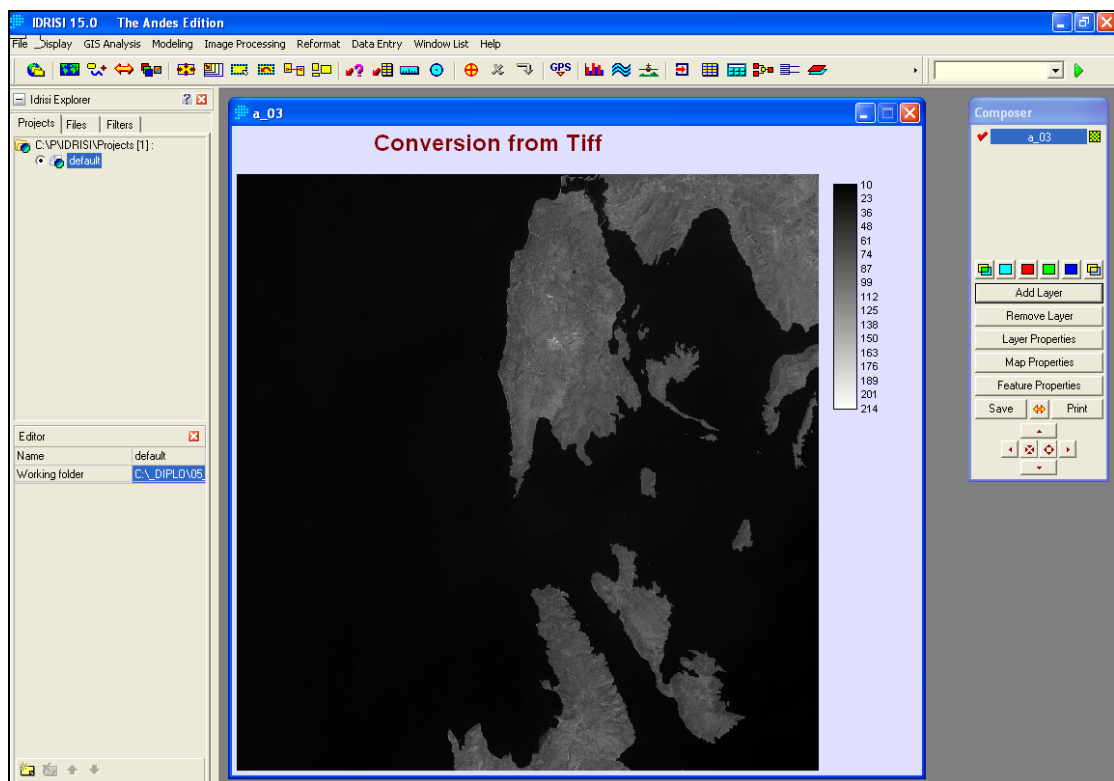 IDRISI 15.0 The Andes Edition
File Display GIS Analysis Modeling Image Processing Reformat Data Entry Window List Help
GPS
Idrisi Explorer
Projects Files Filters
C:\P\IDRISI\Projects [1] :
default
Editor
Name default
Working folder C:\_DIPLO\05_
a_03
Conversion from Tiff
10
23
36
48
61
74
87
99
112
125
138
150
163
176
189
201
214
Composer
a_03
Add Layer
Remove Layer
Layer Properties
Map Properties
Feature Properties
Save Print